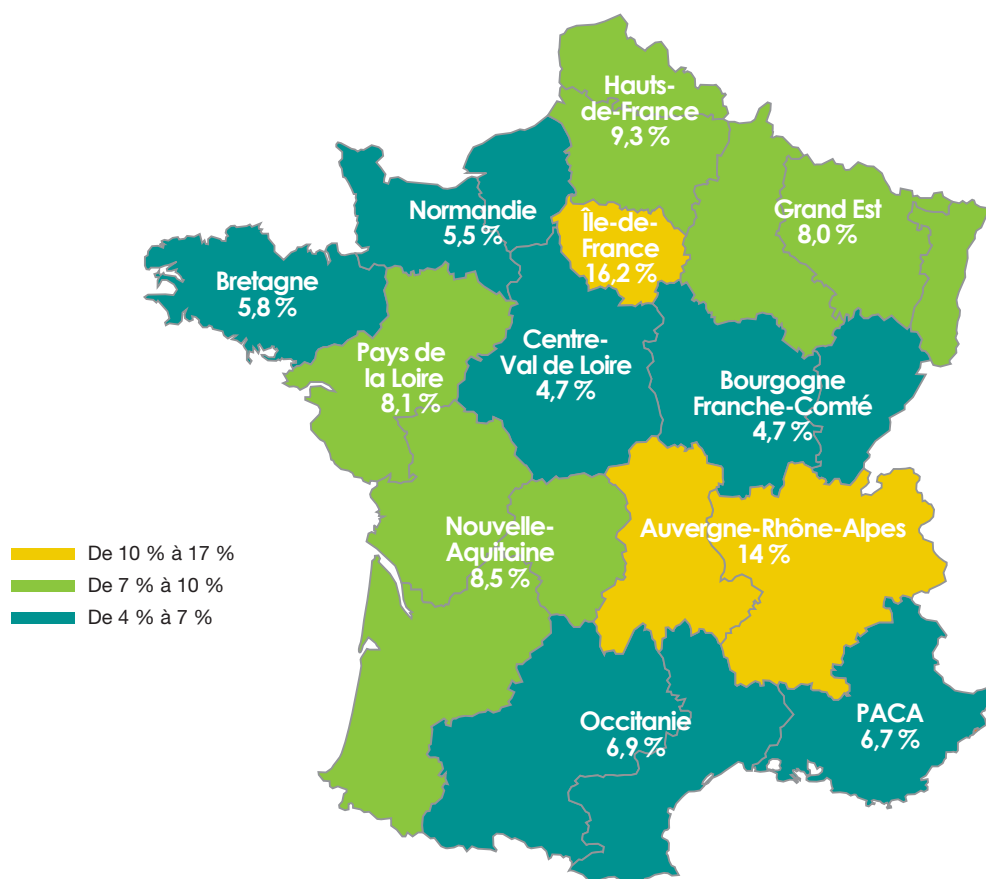 Hauts-
de-France
9,3 %
Normandie
5,5 %
Île-de-
France
16,2 %
Grand Est
8,0 %
Bretagne
5,8 %
Pays de
la Loire
8,1 %
Centre-
Val de Loire
4,7 %
Bourgogne
Franche-Comté
4,7 %
Nouvelle-
Aquitaine
8,5 %
Auvergne-Rhône-Alpes
14 %
De 10 % à 17 %
De 7 % à 10 %
De 4 % à 7 %
Occitanie
6,9 %
PACA
6,7 %